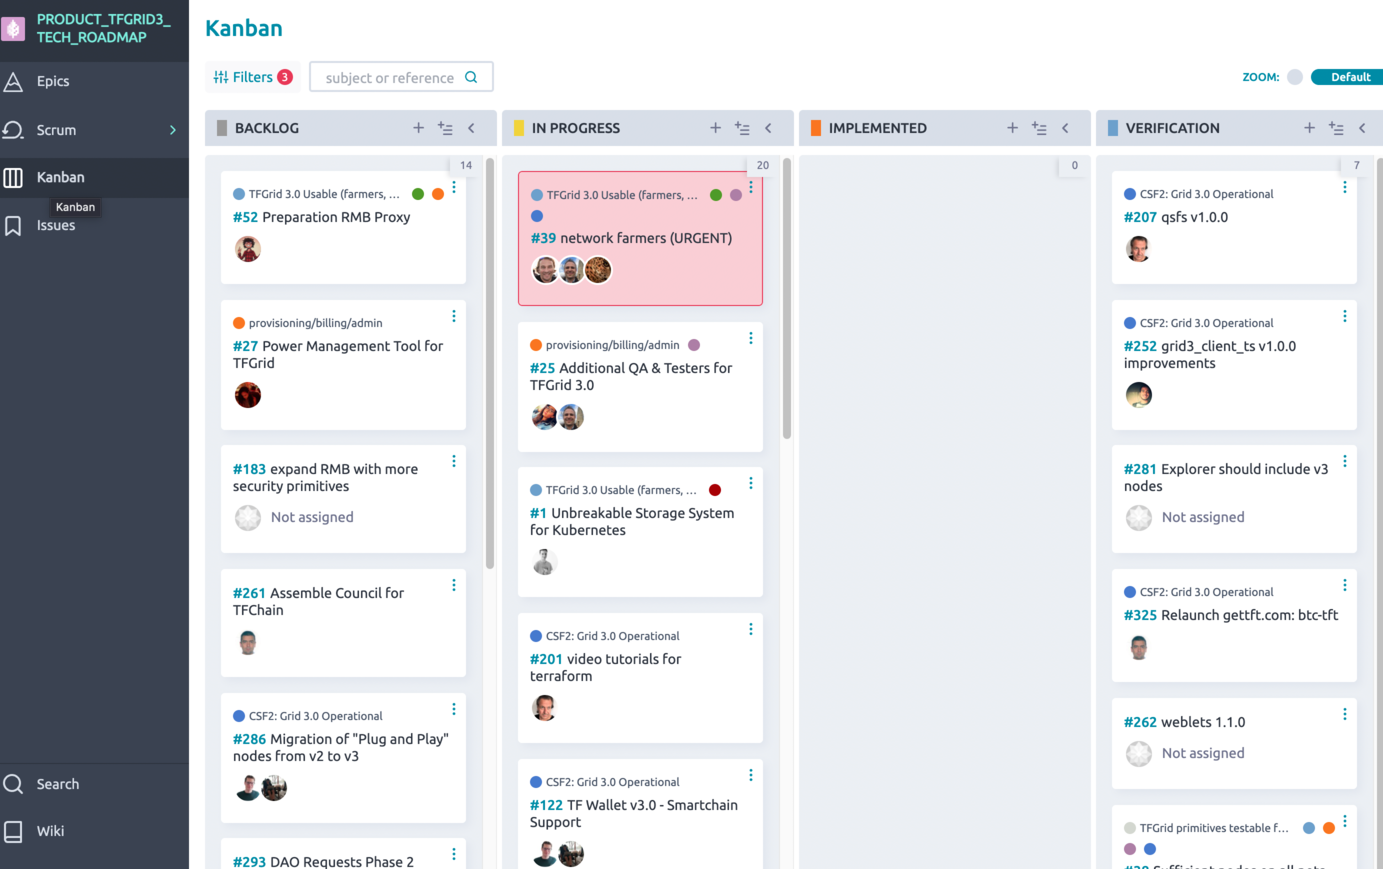 PRODUCT_TFGRID3_
TECH_ROADMAP
Epics
Scrum
Kanban
Kanban
Issues
Search
Wiki
Kanban
Filters 3
subject or reference
ZOOM:
Default
BACKLOG
14
TFGrid 3.0 Usable (farmers, ...
#52 Preparation RMB Proxy
provisioning/billing/admin
#27 Power Management Tool for
TFGrid
#183 expand RMB with more
security primitives
Not assigned
#261 Assemble Council for
TFChain
CSF2: Grid 3.0 Operational
#286 Migration of "Plug and Play"
nodes from v2 to v3
#293 DAO Requests Phase 2
IN PROGRESS
20
TFGrid 3.0 Usable (farmers, ...
#39 network farmers (URGENT)
provisioning/billing/admin
#25 Additional QA & Testers for
TFGrid 3.0
TFGrid 3.0 Usable (farmers, ...
#1 Unbreakable Storage System
for Kubernetes
CSF2: Grid 3.0 Operational
#201 video tutorials for
terraform
CSF2: Grid 3.0 Operational
#122 TF Wallet v3.0 - Smartchain
Support
IMPLEMENTED
0
VERIFICATION
7
CSF2: Grid 3.0 Operational
#207 qsfs v1.0.0
CSF2: Grid 3.0 Operational
#252 grid3_client_ts v1.0.0
improvements
#281 Explorer should include v3
nodes
Not assigned
CSF2: Grid 3.0 Operational
#325 Relaunch gettft.com: btc-tft
#262 weblets 1.1.0
Not assigned
TFGrid primitives testable f...